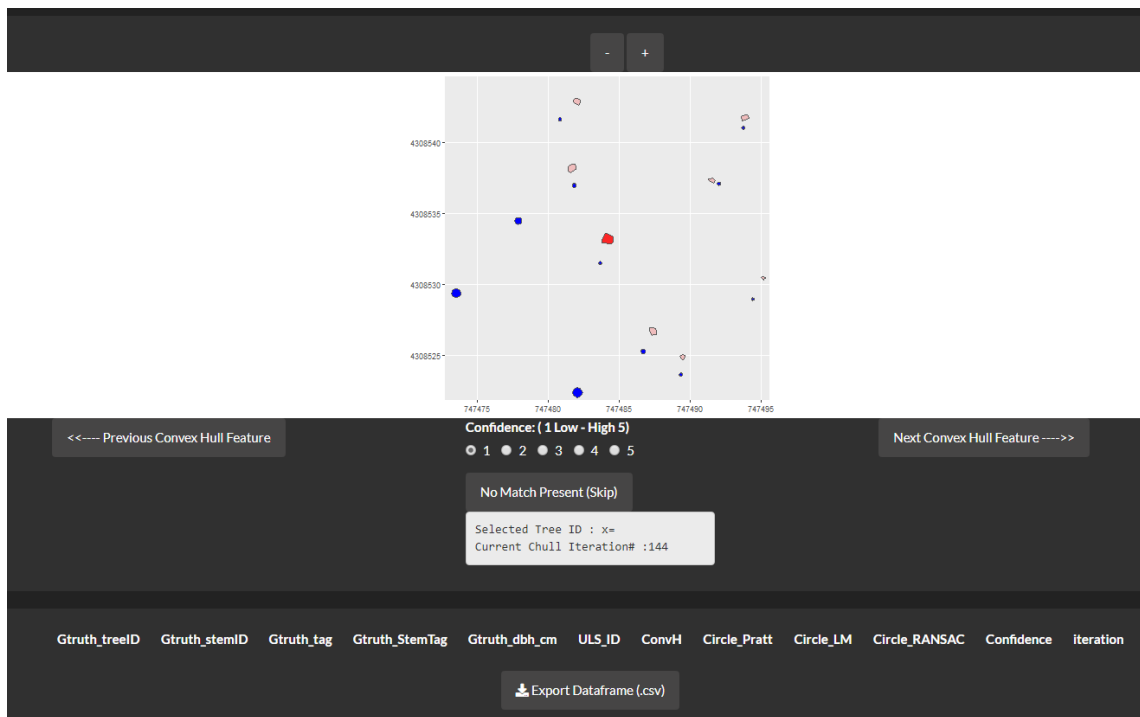 - +
4308540
4308535
4308530
4308525
747475 747480 747485 747490 747495
<<---- Previous Convex Hull Feature
Confidence: ( 1 Low - High 5)
Next Convex Hull Feature ---->>
1 2 3 4 5
No Match Present (Skip)
Selected Tree ID : x=
Current Chull Iteration# :144
Gtruth_treeID Gtruth_stemID Gtruth_tag Gtruth_StemTag Gtruth_dbh_cm ULS_ID ConvH Circle_Pratt Circle_LM Circle_RANSAC Confidence iteration
Export Dataframe (.csv)